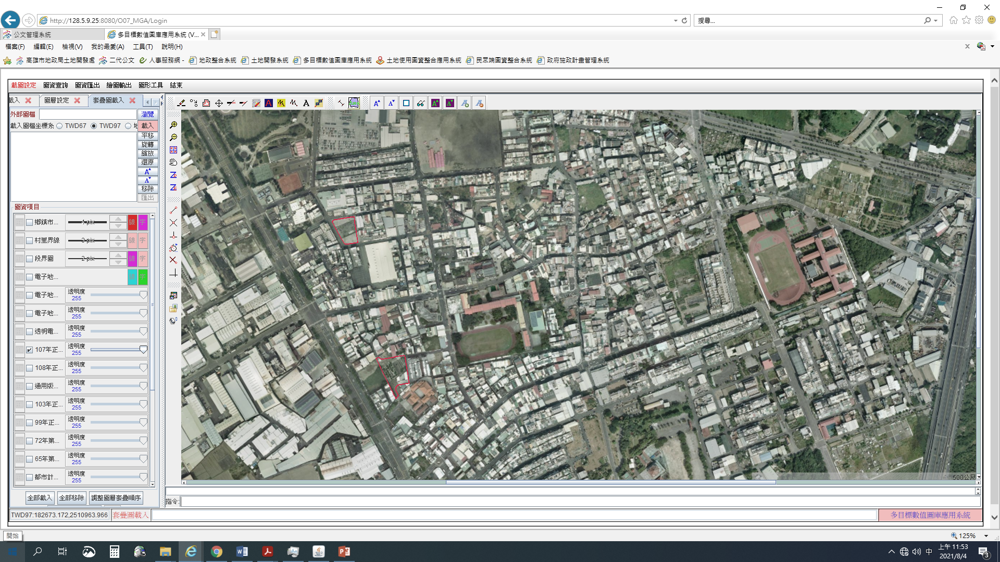 http://128.5.9.25:8080/O07_MGA/Login
搜尋...
公文管理系統
多目標數值圖庫應用系統 (V...
檔案(F) 編輯(E) 檢視(V) 我的最愛(A) 工具(T) 說明(H)
高雄市地政局土地開發處 二代公文 人事服務網 - 地政整合系統 土地開發系統 多目標數值圖庫應用系統 土地使用圖資整合應用系統 民眾端圖資整合系統 政府施政計畫管理系統
載圖設定 圖資查詢 圖資匯出 繪圖輸出 圖形工具 結束
載入 圖層設定 套疊圖載入
外部圖檔 瀏覽
載入圖檔坐標系 TWD67 TWD97 地 載入
平移
旋轉
縮放
還原
A
A
移除
匯出
圖資項目
鄉鎮市... 線 字
村里界線 2-pix 線 字
段界圖 2-pix 線 字
電子地...
電子地... 透明度 255
電子地... 透明度 255
透明電... 透明度 255
107年正... 透明度 255
108年正... 透明度 255
通用版... 透明度 255
103年正... 透明度 255
99年正... 透明度 255
72年第... 透明度 255
65年第... 透明度 255
都市計... 透明度 255
全部載入 全部移除 調整圖層套疊順序
500公尺
指令:
TWD97:182673.172,2510963.966 套疊圖載入 多目標數值圖庫應用系統
開始
125%
中
上午 11:53
2021/8/4
3